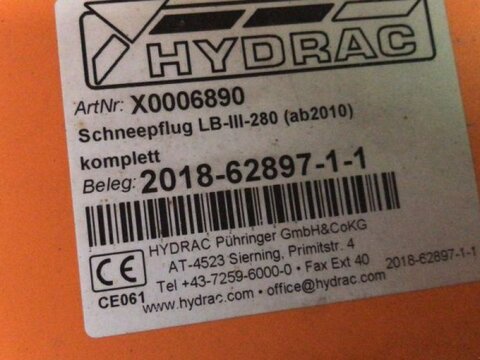 HYDRAC
ArtNr: X0006890
Schneepflug LB-III-280 (ab2010)
komplett
Beleg: 2018-62897-1-1
HYDRAC Pühringer GmbH&CoKG
AT-4523 Sierning, Primitstr. 4
Tel +43-7259-6000-0 • Fax Ext 40 2018-62897-1-1
www.hydrac.com • office@hydrac.com
CE
CE061